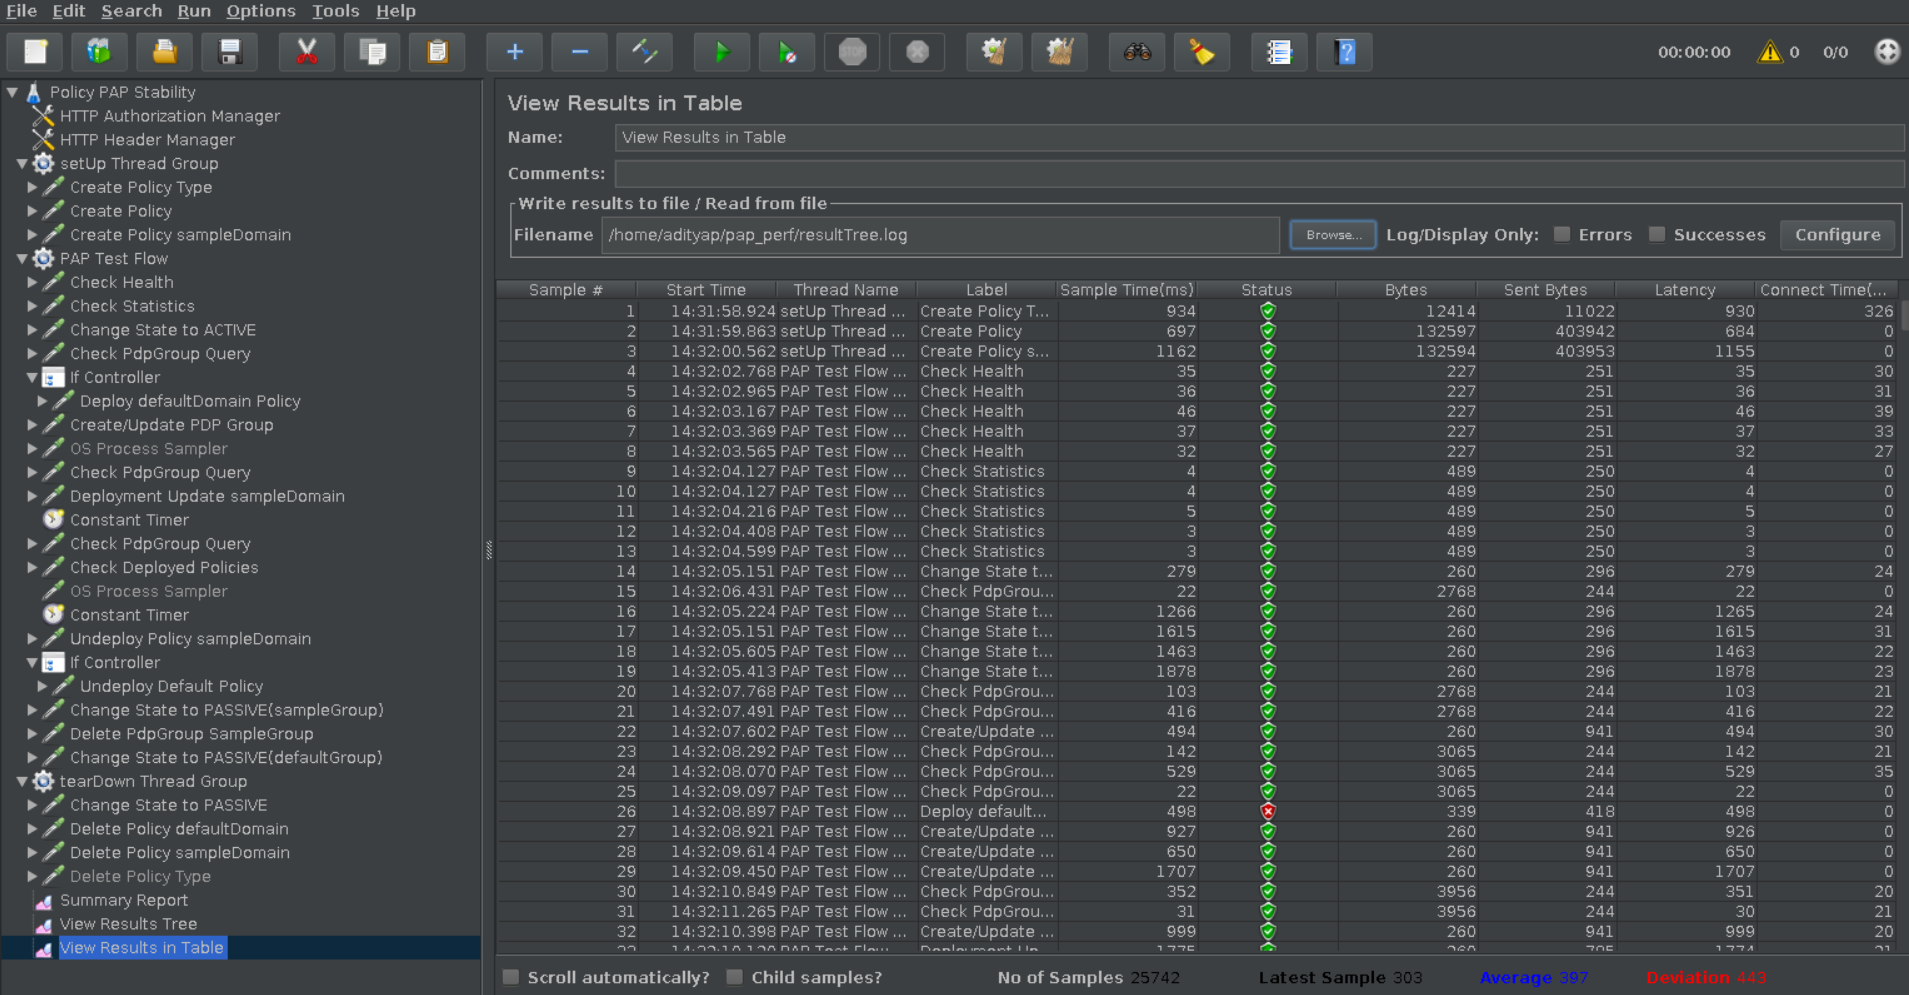 File Edit Search Run Options Tools Help
STOP
00:00:00 0 0/0
Policy PAP Stability
HTTP Authorization Manager
HTTP Header Manager
setUp Thread Group
Create Policy Type
Create Policy
Create Policy sampleDomain
PAP Test Flow
Check Health
Check Statistics
Change State to ACTIVE
Check PdpGroup Query
If Controller
Deploy defaultDomain Policy
Create/Update PDP Group
OS Process Sampler
Check PdpGroup Query
Deployment Update sampleDomain
Constant Timer
Check PdpGroup Query
Check Deployed Policies
OS Process Sampler
Constant Timer
Undeploy Policy sampleDomain
If Controller
Undeploy Default Policy
Change State to PASSIVE(sampleGroup)
Delete PdpGroup SampleGroup
Change State to PASSIVE(defaultGroup)
tearDown Thread Group
Change State to PASSIVE
Delete Policy defaultDomain
Delete Policy sampleDomain
Delete Policy Type
Summary Report
View Results Tree
View Results in Table
View Results in Table
Name: View Results in Table
Comments:
Write results to file / Read from file
Filename /home/adityap/pap_perf/resultTree.log Browse... Log/Display Only: Errors Successes Configure
Sample # Start Time Thread Name Label Sample Time(ms) Status Bytes Sent Bytes Latency Connect Time(...
1 14:31:58.924 setUp Thread ... Create Policy T... 934 12414 11022 930 326
2 14:31:59.863 setUp Thread ... Create Policy 697 132597 403942 684 0
3 14:32:00.562 setUp Thread ... Create Policy s... 1162 132594 403953 1155 0
4 14:32:02.768 PAP Test Flow ... Check Health 35 227 251 35 30
5 14:32:02.965 PAP Test Flow ... Check Health 36 227 251 36 31
6 14:32:03.167 PAP Test Flow ... Check Health 46 227 251 46 39
7 14:32:03.369 PAP Test Flow ... Check Health 37 227 251 37 33
8 14:32:03.565 PAP Test Flow ... Check Health 32 227 251 32 27
9 14:32:04.127 PAP Test Flow ... Check Statistics 4 489 250 4 0
10 14:32:04.127 PAP Test Flow ... Check Statistics 4 489 250 4 0
11 14:32:04.216 PAP Test Flow ... Check Statistics 5 489 250 5 0
12 14:32:04.408 PAP Test Flow ... Check Statistics 3 489 250 3 0
13 14:32:04.599 PAP Test Flow ... Check Statistics 3 489 250 3 0
14 14:32:05.151 PAP Test Flow ... Change State t... 279 260 296 279 24
15 14:32:06.431 PAP Test Flow ... Check PdpGrou... 22 2768 244 22 0
16 14:32:05.224 PAP Test Flow ... Change State t... 1266 260 296 1265 24
17 14:32:05.151 PAP Test Flow ... Change State t... 1615 260 296 1615 31
18 14:32:05.605 PAP Test Flow ... Change State t... 1463 260 296 1463 22
19 14:32:05.413 PAP Test Flow ... Change State t... 1878 260 296 1878 23
20 14:32:07.768 PAP Test Flow ... Check PdpGrou... 103 2768 244 103 21
21 14:32:07.491 PAP Test Flow ... Check PdpGrou... 416 2768 244 416 22
22 14:32:07.602 PAP Test Flow ... Create/Update ... 494 260 941 494 30
23 14:32:08.292 PAP Test Flow ... Check PdpGrou... 142 3065 244 142 21
24 14:32:08.070 PAP Test Flow ... Check PdpGrou... 529 3065 244 529 35
25 14:32:09.097 PAP Test Flow ... Check PdpGrou... 22 3065 244 22 0
26 14:32:08.897 PAP Test Flow ... Deploy default... 498 339 418 498 0
27 14:32:08.921 PAP Test Flow ... Create/Update ... 927 260 941 926 0
28 14:32:09.614 PAP Test Flow ... Create/Update ... 650 260 941 650 0
29 14:32:09.450 PAP Test Flow ... Create/Update ... 1707 260 941 1707 0
30 14:32:10.849 PAP Test Flow ... Check PdpGrou... 352 3956 244 351 20
31 14:32:11.265 PAP Test Flow ... Check PdpGrou... 31 3956 244 30 21
32 14:32:10.398 PAP Test Flow ... Create/Update ... 999 260 941 999 20
Scroll automatically? Child samples? No of Samples 25742 Latest Sample 303 Average 397 Deviation 443